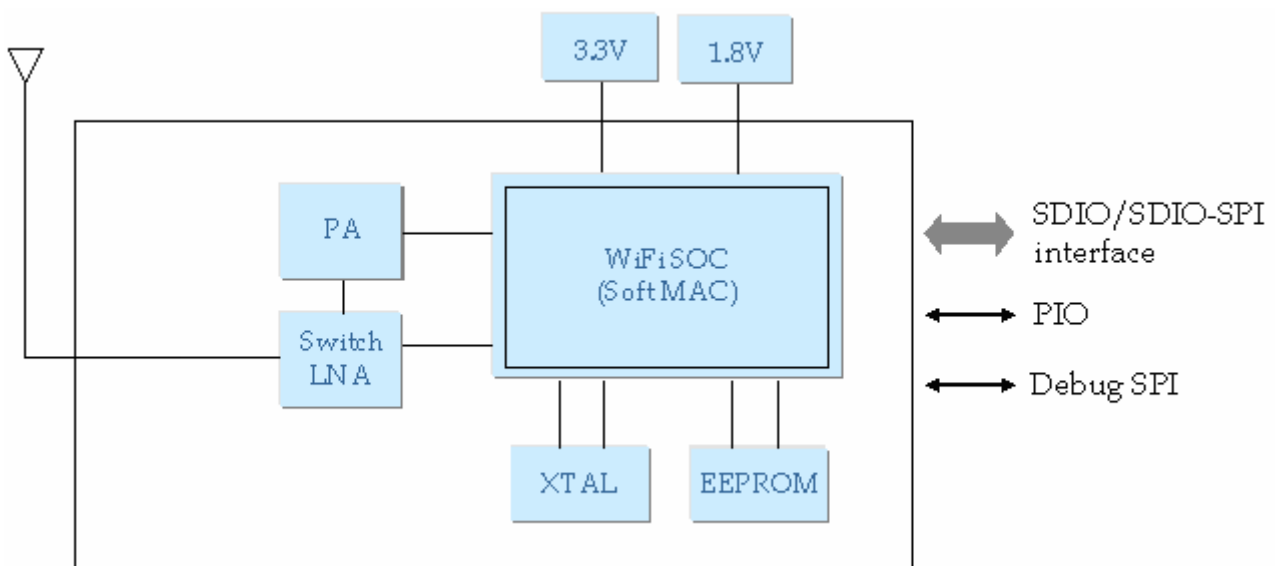 3.3V
1.8V
PA
WiFiSOC
(SoftMAC)
Switch
LNA
XTAL
EEPROM
SDIO/SDIO-SPI
interface
PIO
Debug SPI